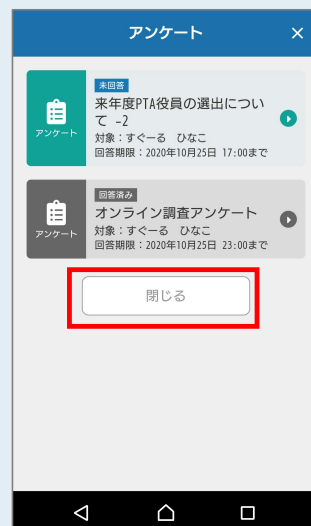 アンケート ×
未回答
来年度PTA役員の選出につい
て -2
アンケート
対象：すぐーる ひなこ
回答期限：2020年10月25日 17:00まで
回答済み
オンライン調査アンケート
アンケート
対象：すぐーる ひなこ
回答期限：2020年10月25日 23:00まで
閉じる